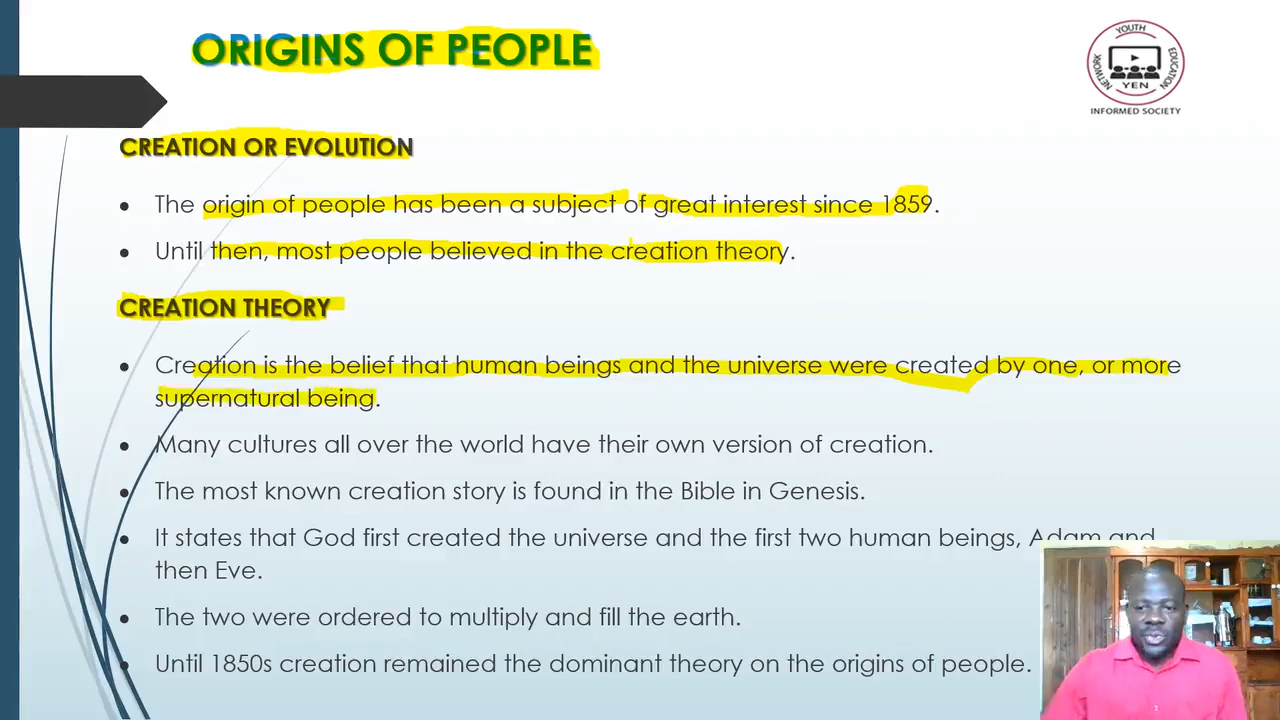 ORIGINS OF PEOPLE
YOUTH
EDUCATION
NETWORK
YEN
INFORMED SOCIETY
CREATION OR EVOLUTION
• The origin of people has been a subject of great interest since 1859.
• Until then, most people believed in the creation theory.
CREATION THEORY
• Creation is the belief that human beings and the universe were created by one, or more
supernatural being.
• Many cultures all over the world have their own version of creation.
• The most known creation story is found in the Bible in Genesis.
• It states that God first created the universe and the first two human beings, Adam and
then Eve.
• The two were ordered to multiply and fill the earth.
• Until 1850s creation remained the dominant theory on the origins of people.